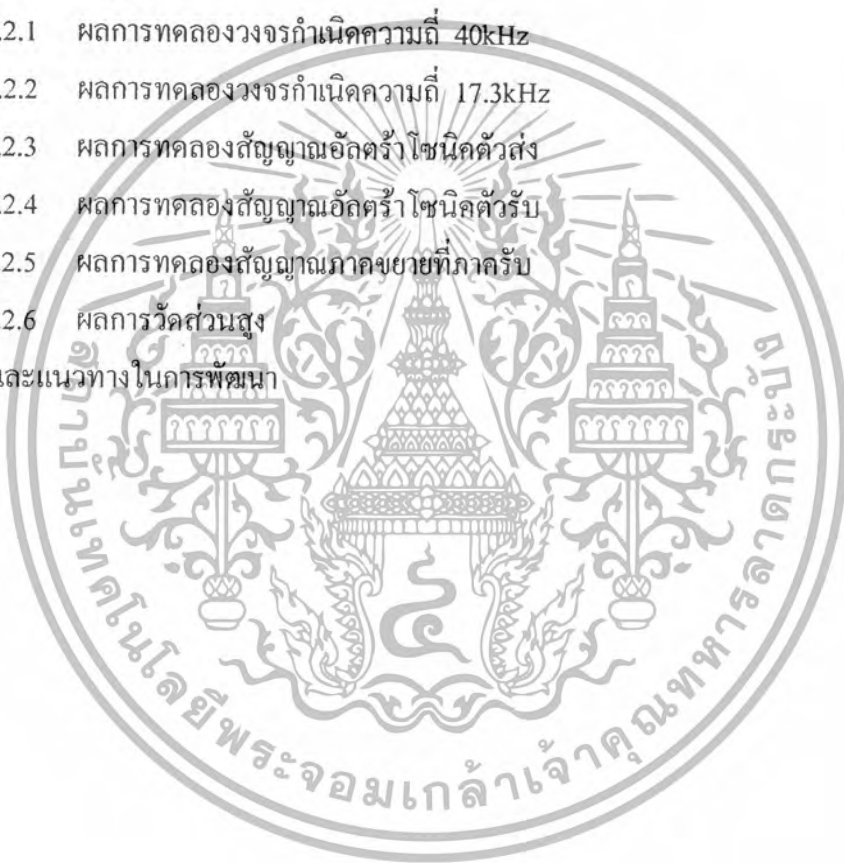 .2.1 ผลการทดลองวงจรกำเนิดความถี่ 40kHz
.2.2 ผลการทดลองวงจรกำเนิดความถี่ 17.3kHz
.2.3 ผลการทดลองสัญญาณอัลตร้าโซนิคตัวส่ง
.2.4 ผลการทดลองสัญญาณอัลตร้าโซนิคตัวรับ
.2.5 ผลการทดลองสัญญาณภาคขยายที่ภาครับ
.2.6 ผลการวัดส่วนสูง
และแนวทางในการพัฒนา
สถาบันเทคโนโลยีพระจอมเกล้าเจ้าคุณทหารลาดกระบัง
๔